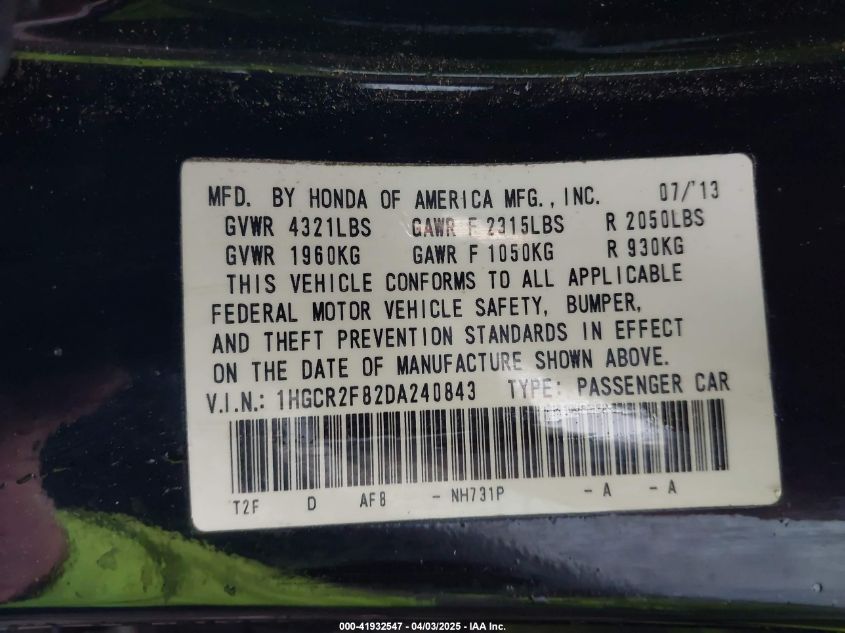 MFD. BY HONDA OF AMERICA MFG., INC. 07/'13
GVWR 4321LBS GAWR F 2315LBS R 2050LBS
GVWR 1960KG GAWR F 1050KG R 930KG
THIS VEHICLE CONFORMS TO ALL APPLICABLE
FEDERAL MOTOR VEHICLE SAFETY, BUMPER,
AND THEFT PREVENTION STANDARDS IN EFFECT
ON THE DATE OF MANUFACTURE SHOWN ABOVE.
V.I.N.: 1HGCR2F82DA240843 TYPE: PASSENGER CAR
T2F D AF8 - NH731P - A - A
000-41932547 - 04/03/2025 - IAA Inc.